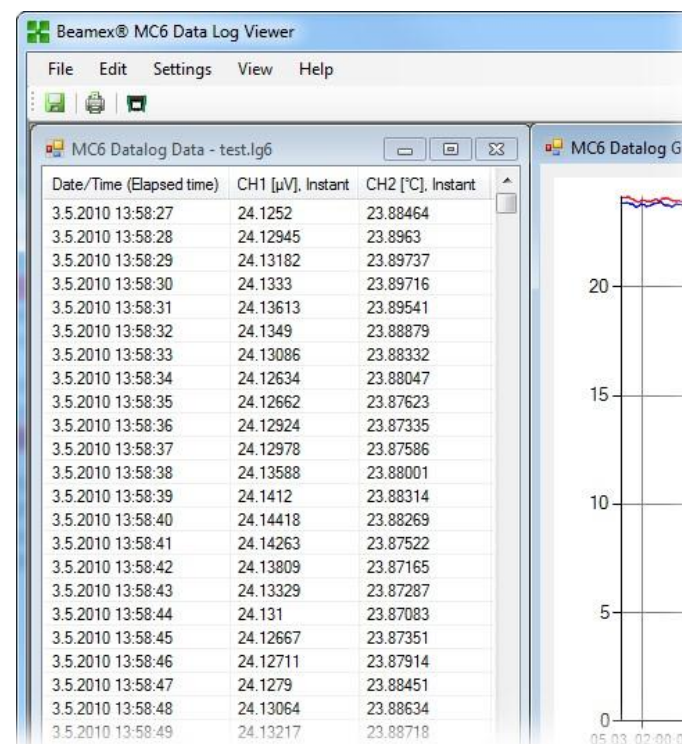 Beamex® MC6 Data Log Viewer
File Edit Settings View Help
MC6 Datalog Data - test.lg6
Date/Time (Elapsed time) CH1 [µV], Instant CH2 [°C], Instant
3.5.2010 13:58:27 24.1252 23.88464
3.5.2010 13:58:28 24.12945 23.8963
3.5.2010 13:58:29 24.13182 23.89737
3.5.2010 13:58:30 24.1333 23.89716
3.5.2010 13:58:31 24.13613 23.89541
3.5.2010 13:58:32 24.1349 23.88879
3.5.2010 13:58:33 24.13086 23.88332
3.5.2010 13:58:34 24.12634 23.88047
3.5.2010 13:58:35 24.12662 23.87623
3.5.2010 13:58:36 24.12924 23.87335
3.5.2010 13:58:37 24.12978 23.87586
3.5.2010 13:58:38 24.13588 23.88001
3.5.2010 13:58:39 24.1412 23.88314
3.5.2010 13:58:40 24.14418 23.88269
3.5.2010 13:58:41 24.14263 23.87522
3.5.2010 13:58:42 24.13809 23.87165
3.5.2010 13:58:43 24.13329 23.87287
3.5.2010 13:58:44 24.131 23.87083
3.5.2010 13:58:45 24.12667 23.87351
3.5.2010 13:58:46 24.12711 23.87914
3.5.2010 13:58:47 24.1279 23.88451
3.5.2010 13:58:48 24.13064 23.88634
3.5.2010 13:58:49 24.13217 23.88718
MC6 Datalog G
20
15
10
5
0
05.03. 02:00:0